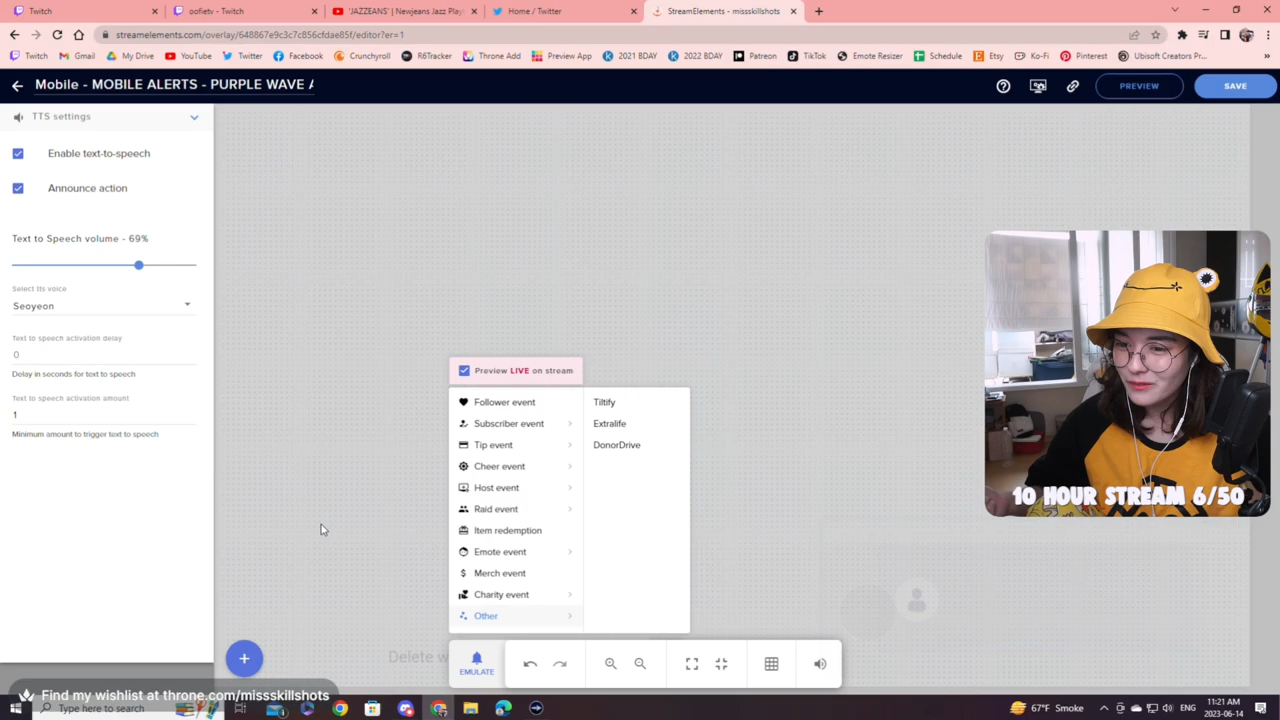 Twitch
oofietv - Twitch
'JAZZEANS' | Newjeans Jazz Play
Home / Twitter
StreamElements - missskillshots
streamelements.com/overlay/648867e9c3c7c856cfdae85f/editor?er=1
Twitch
Gmail
My Drive
YouTube
Twitter
Facebook
Crunchyroll
R6Tracker
Throne Add
Preview App
2021 BDAY
2022 BDAY
Patreon
TikTok
Emote Resizer
Schedule
Etsy
Ko-Fi
Pinterest
Ubisoft Creators Pr...
Mobile - MOBILE ALERTS - PURPLE WAVE A
PREVIEW
SAVE
TTS settings
Enable text-to-speech
Announce action
Text to Speech volume - 69%
Select tts voice
Seoyeon
Text to speech activation delay
0
Delay in seconds for text to speech
Text to speech activation amount
1
Minimum amount to trigger text to speech
Preview LIVE on stream
Follower event
Subscriber event
Tip event
Cheer event
Host event
Raid event
Item redemption
Emote event
Merch event
Charity event
Other
Tiltify
Extralife
DonorDrive
10 HOUR STREAM 6/50
Delete w
EMULATE
Find my wishlist at throne.com/missskillshots
Type here to search
67°F Smoke
ENG
11:21 AM
2023-06-14